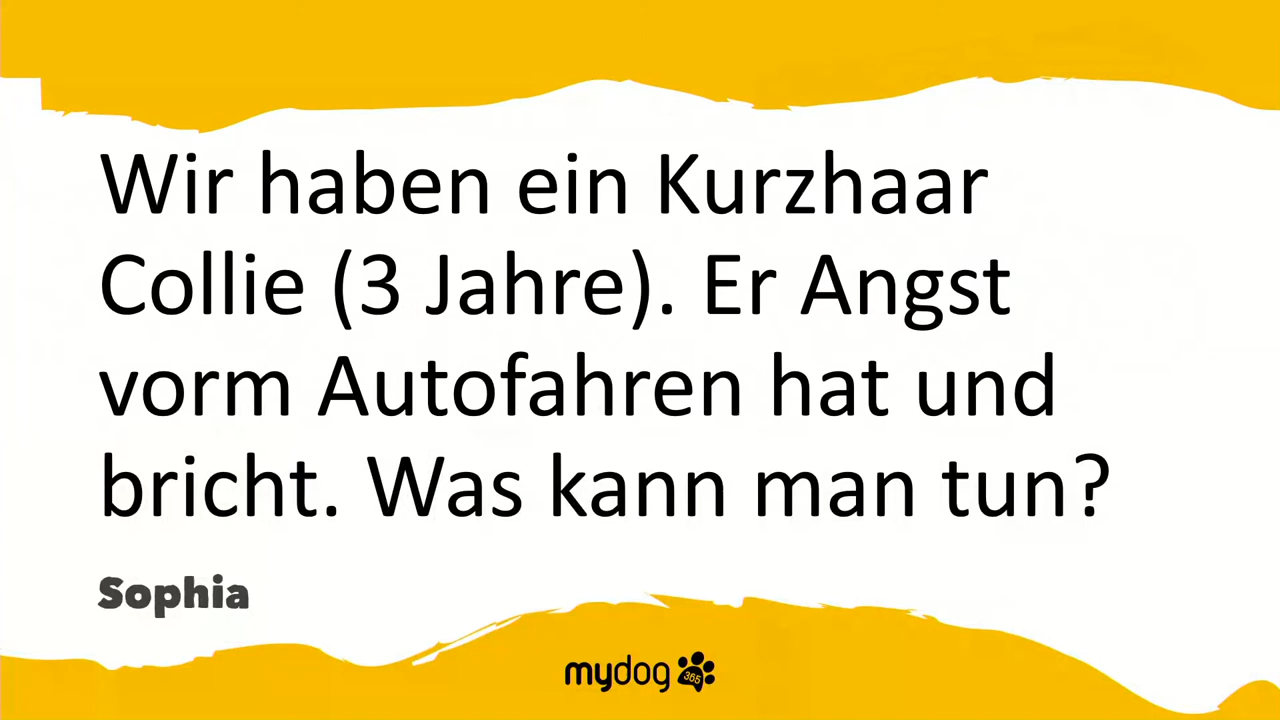 Wir haben ein Kurzhaar
Collie (3 Jahre). Er Angst
vorm Autofahren hat und
bricht. Was kann man tun?
Sophia
mydog 365